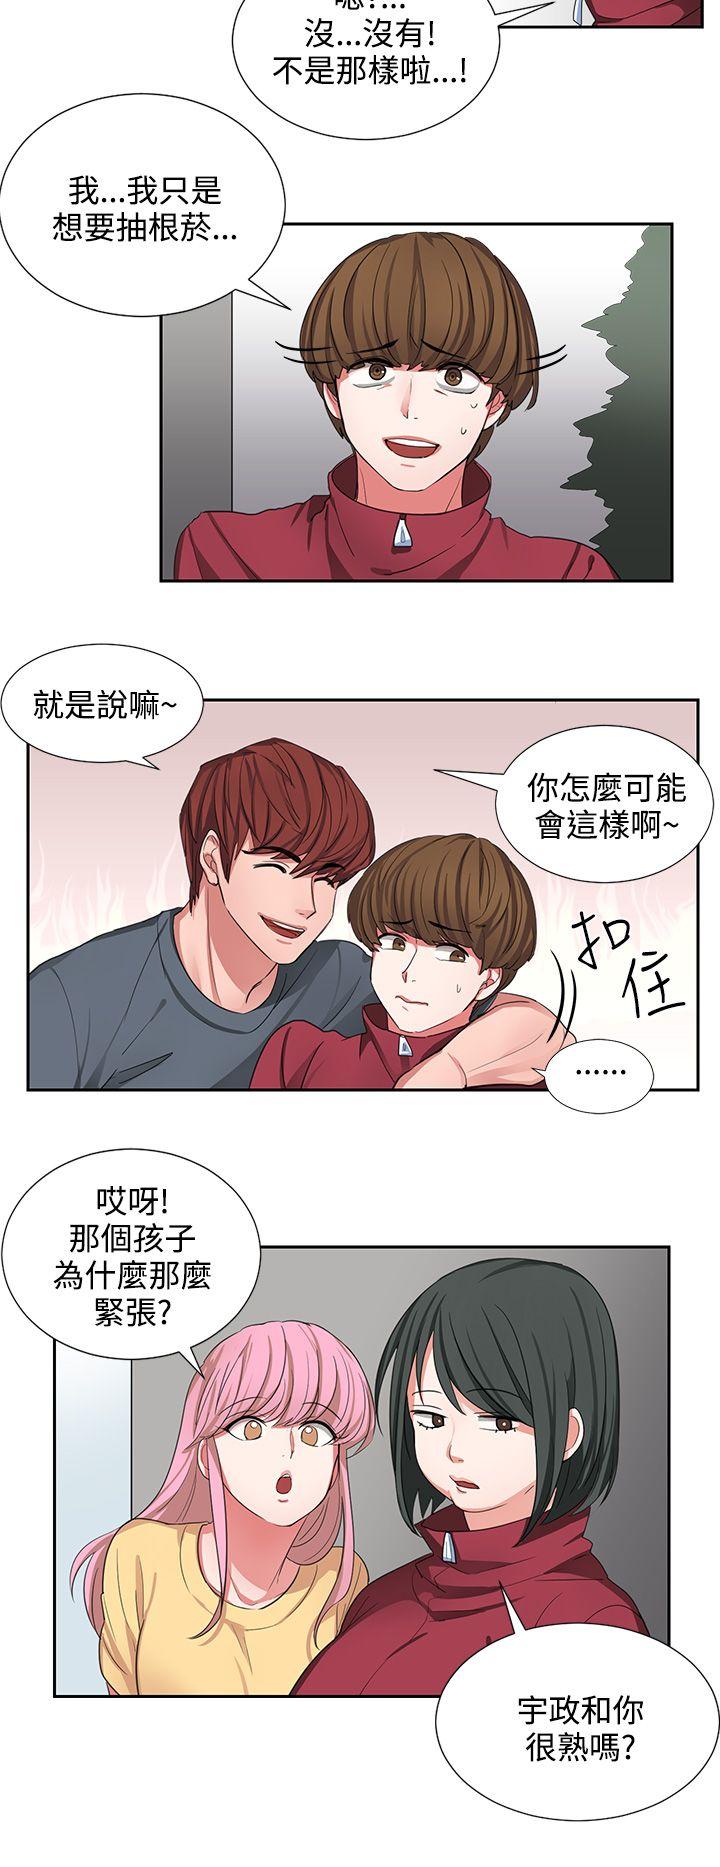 嗯?...
沒...沒有!
不是那樣啦...!
我...我只是
想要抽根菸...
就是說嘛~
你怎麼可能
會這樣啊~
扣
住
......
哎呀!
那個孩子
為什麼那麼
緊張?
宇政和你
很熟嗎?